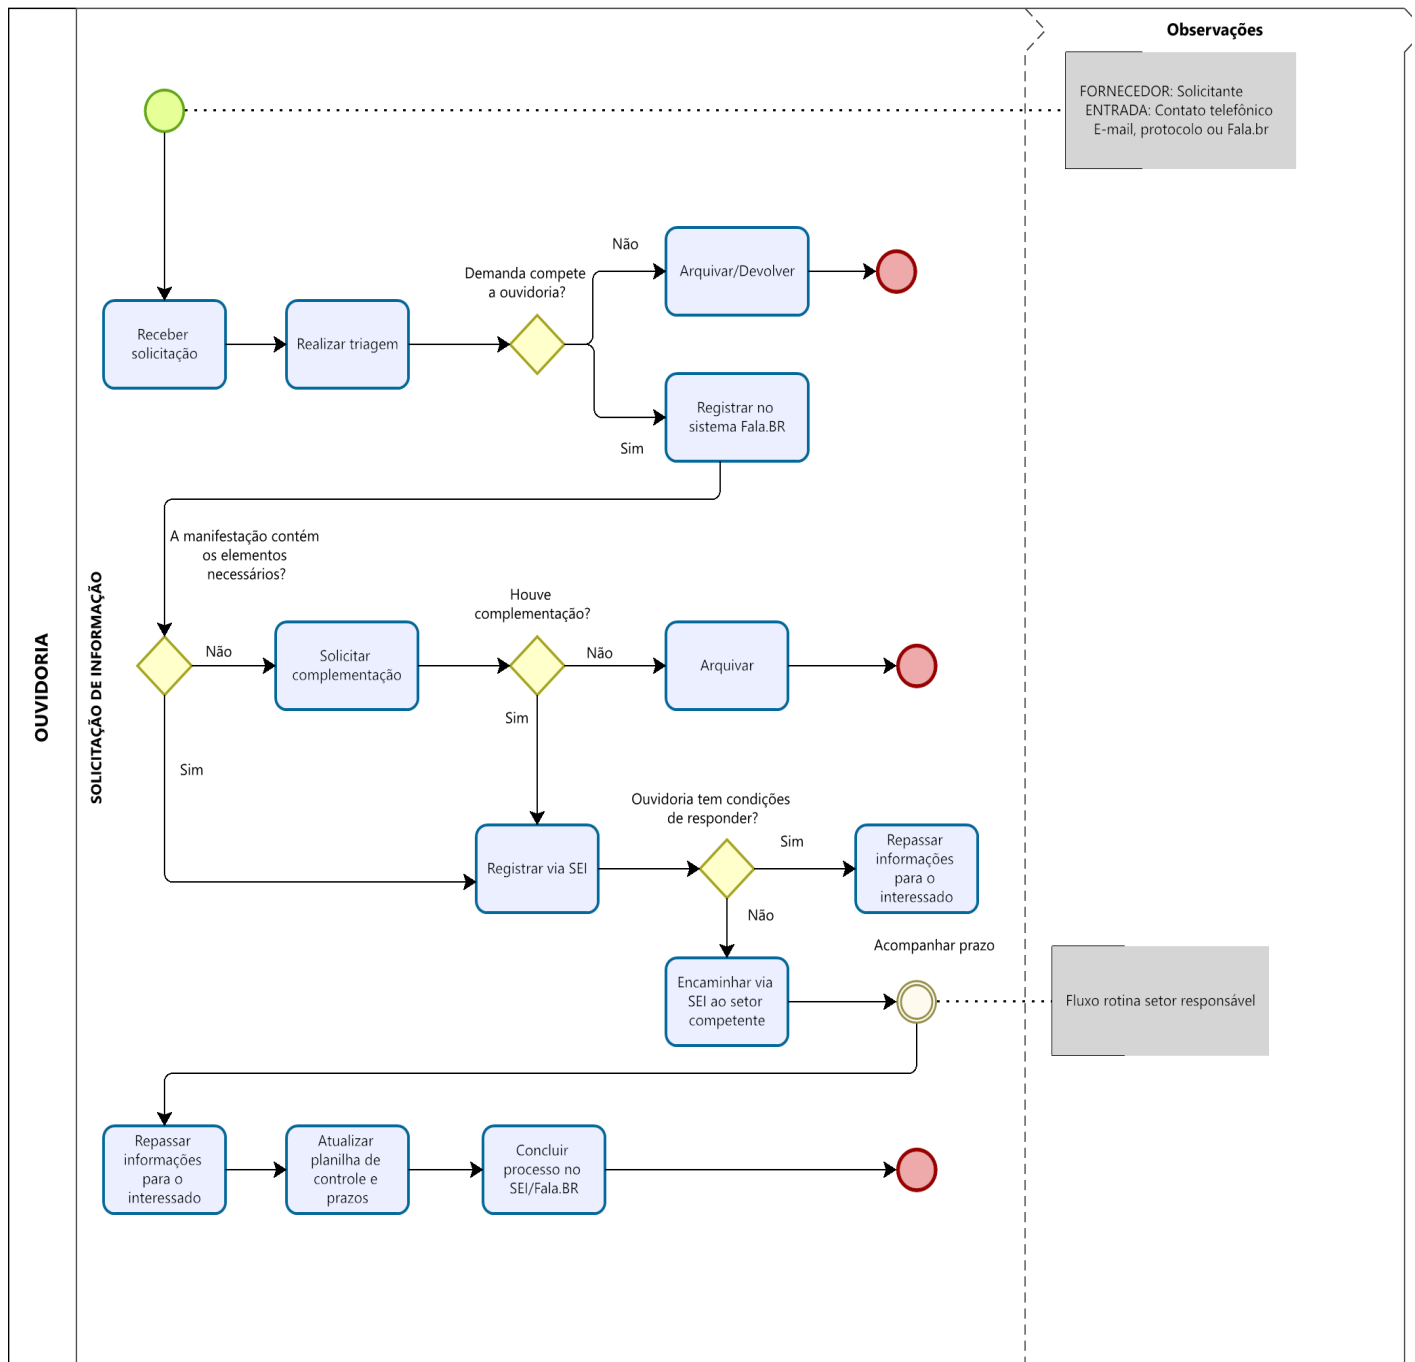 Observações
FORNECEDOR: Solicitante
ENTRADA: Contato telefônico
E-mail, protocolo ou Fala.br
OUVIDORIA
SOLICITAÇÃO DE INFORMAÇÃO
Receber
solicitação
Realizar triagem
Demanda compete
a ouvidoria?
Não
Arquivar/Devolver
Sim
Registrar no
sistema Fala.BR
A manifestação contém
os elementos
necessários?
Não
Solicitar
complementação
Houve
complementação?
Não
Arquivar
Sim
Sim
Registrar via SEI
Ouvidoria tem condições
de responder?
Sim
Repassar
informações
para o
interessado
Não
Encaminhar via
SEI ao setor
competente
Acompanhar prazo
Fluxo rotina setor responsável
Repassar
informações
para o
interessado
Atualizar
planilha de
controle e
prazos
Concluir
processo no
SEI/Fala.BR